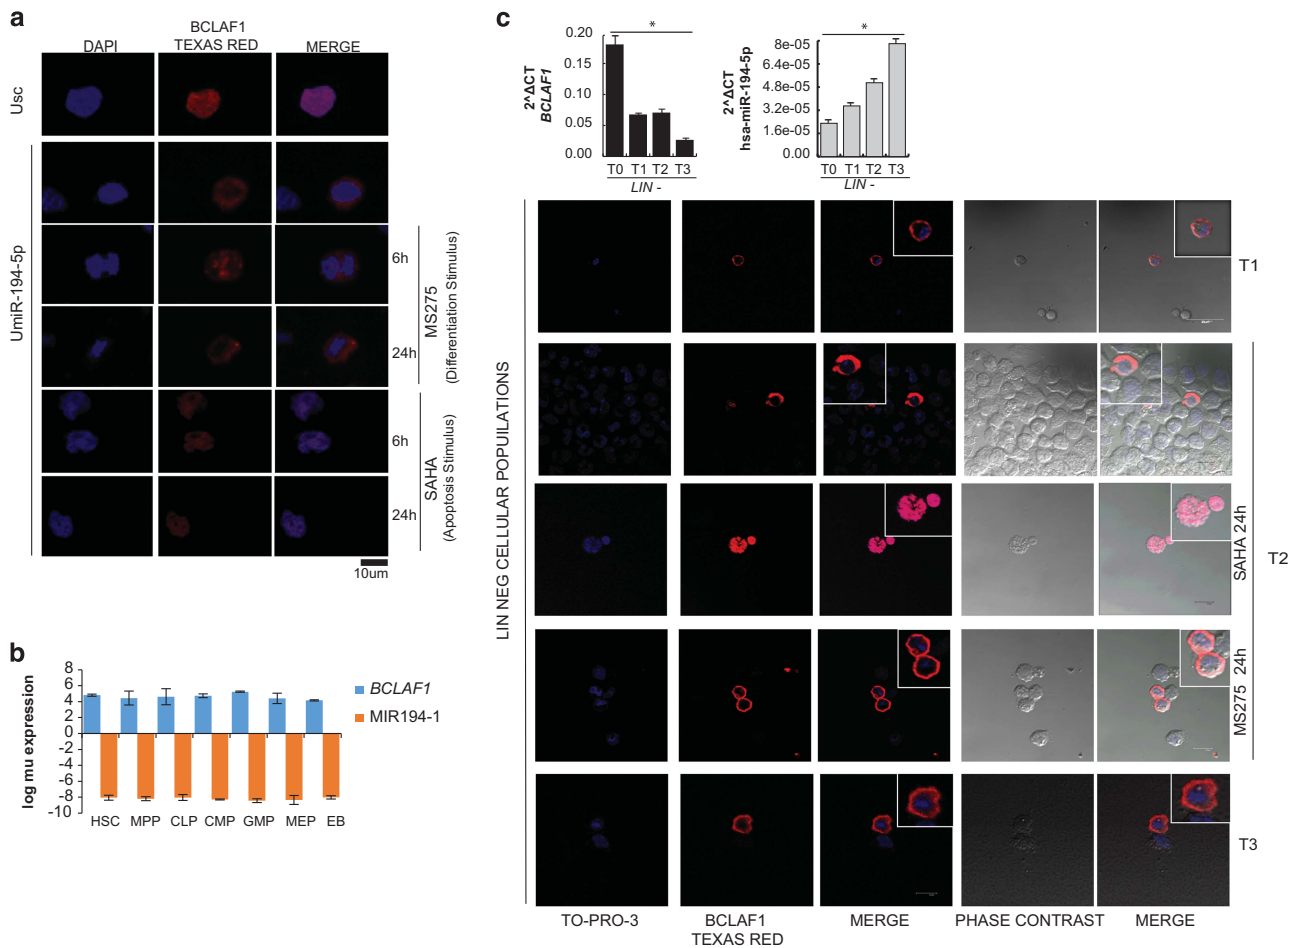 a
BCLAF1
DAPI TEXAS RED MERGE
Usc
UmiR-194-5p
6h
24h
MS275
(Differentiation Stimulus)
6h
24h
SAHA
(Apoptosis Stimulus)
10um
b
8
6
4
2
0
-2
-4
-6
-8
-10
log mu expression
BCLAF1
MIR194-1
HSC MPP CLP CMP GMP MEP EB
c
0.20
0.15
0.10
0.05
0.00
2^ΔCT
BCLAF1
*
T0 T1 T2 T3
LIN -
8e-05
6.4e-05
4.8e-05
3.2e-05
1.6e-05
0.00
2^ΔCT
hsa-miR-194-5p
*
T0 T1 T2 T3
LIN -
LIN NEG CELLULAR POPUILATIONS
T1
SAHA 24h
T2
MS275 24h
T3
TO-PRO-3 BCLAF1 MERGE PHASE CONTRAST MERGE
TEXAS RED